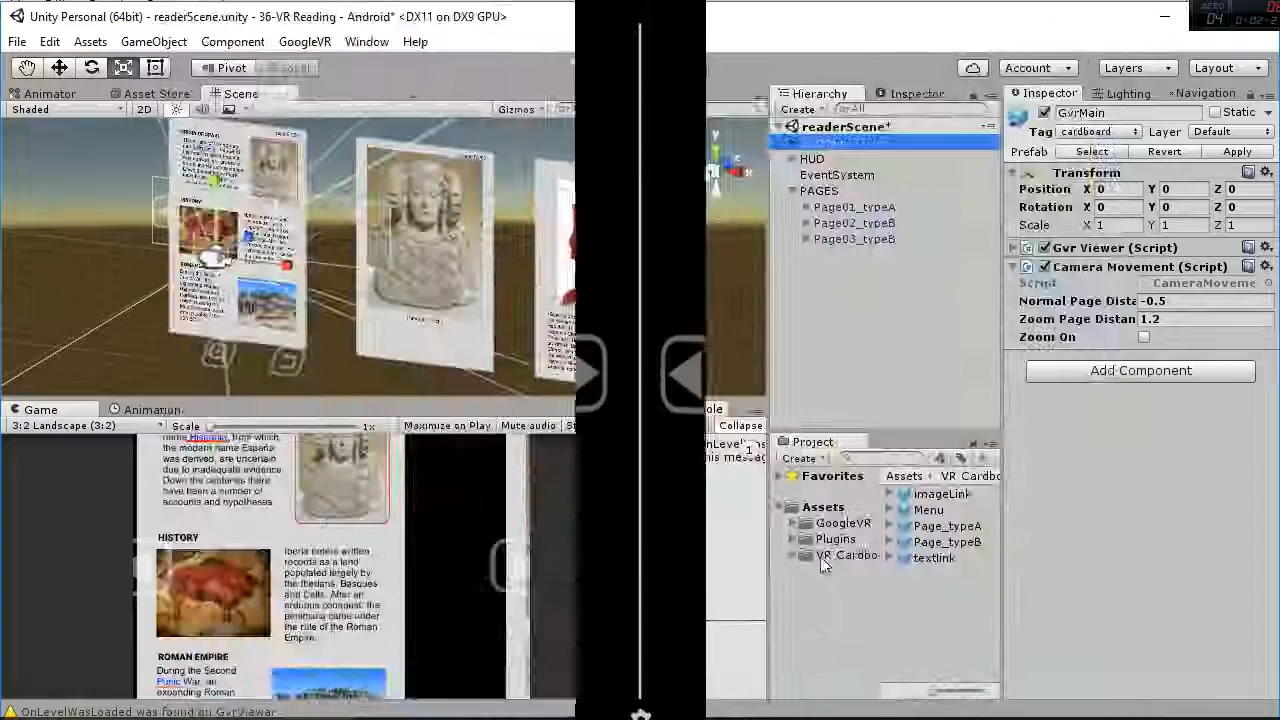 Unity Personal (64bit) - readerScene.unity - 36-VR Reading - Android* <DX11 on DX9 GPU>
File Edit Assets GameObject Component GoogleVR Window Help
Pivot
Account Layers Layout
Animator Asset Store Scene
Shaded 2D Gizmos
Hierarchy Inspector
Create All
readerScene*
HUD
EventSystem
PAGES
Page01_typeA
Page02_typeB
Page03_typeB
Inspector Lighting Navigation
GvrMain Static
Tag cardboard Layer Default
Prefab Select Revert Apply
Transform
Position X 0 Y 0 Z 0
Rotation X 0 Y 0 Z 0
Scale X 1 Y 1 Z 1
Gvr Viewer (Script)
Camera Movement (Script)
Script CameraMoveme
Normal Page Dista -0.5
Zoom Page Distan 1.2
Zoom On
Add Component
HISTORY
Game Animation
3:2 Landscape (3:2) Scale 1x Maximize on Play Mute audio St
Collapse
1
name Hispania, from which
the modern name España
was derived, are uncertain
due to inadequate evidence
Down the centuries there
have been a number of
accounts and hypotheses
HISTORY
Iberia enters written
records as a land
populated largely by
the Iberians, Basques
and Celts. After an
arduous conquest, the
peninsula came under
the rule of the Roman
Empire.
ROMAN EMPIRE
During the Second
Punic War, an
expanding Roman
Project
Create
Favorites
Assets
GoogleVR
Plugins
VR Cardbo
Assets VR Cardbo
imageLink
Menu
Page_typeA
Page_typeB
textlink
OnLevelWasLoaded was found on GvrViewer